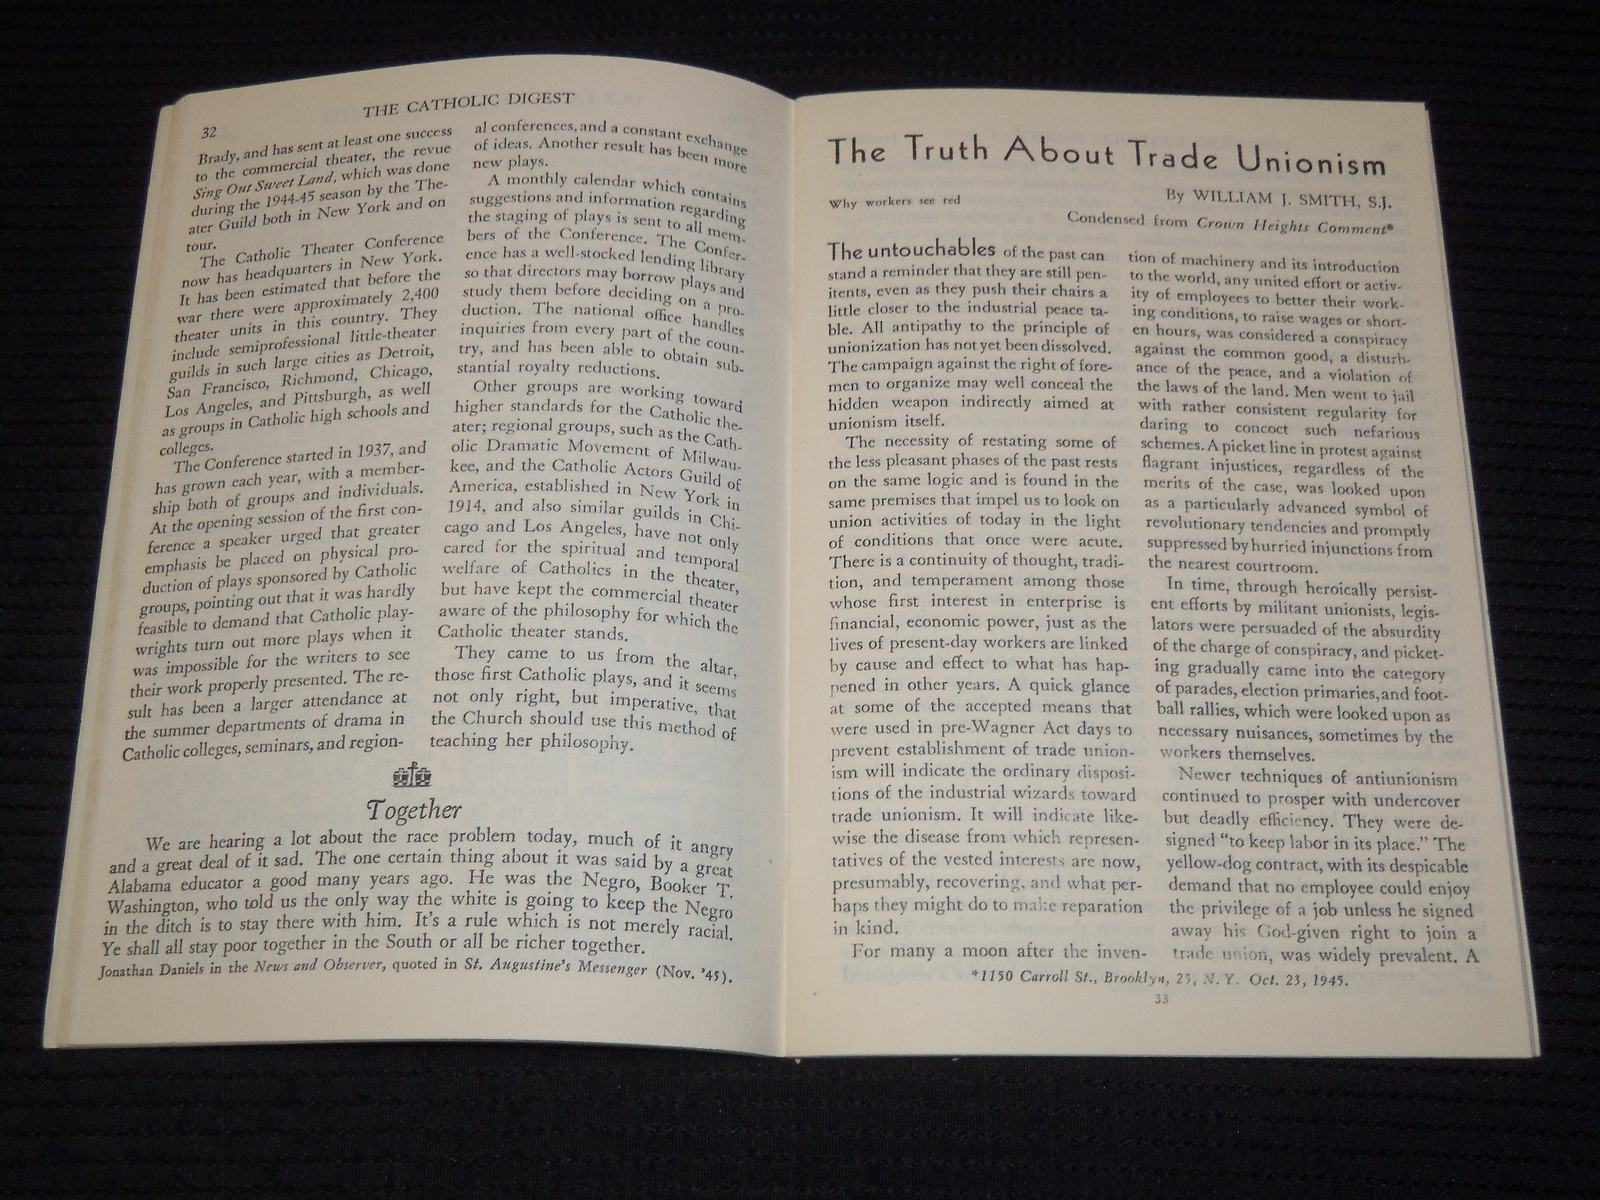 32
THE CATHOLIC DIGEST
Brady, and has sent at least one success
to the commercial theater, the revue
Sing Out Sweet Land, which was done
during the 1944-45 season by the The-
ater Guild both in New York and on
tour.
The Catholic Theater Conference
now has headquarters in New York.
It has been estimated that before the
war there were approximately 2,400
theater units in this country. They
include semiprofessional little-theater
guilds in such large cities as Detroit,
San Francisco, Richmond, Chicago,
Los Angeles, and Pittsburgh, as well
as groups in Catholic high schools and
colleges.
The Conference started in 1937, and
has grown each year, with a member-
ship both of groups and individuals.
At the opening session of the first con-
ference a speaker urged that greater
emphasis be placed on physical pro-
duction of plays sponsored by Catholic
groups, pointing out that it was hardly
feasible to demand that Catholic play-
wrights turn out more plays when it
was impossible for the writers to see
their work properly presented. The re-
sult has been a larger attendance at
the summer departments of drama in
Catholic colleges, seminars, and region-
al conferences, and a constant exchange
of ideas. Another result has been more
new plays.
A monthly calendar which contains
suggestions and information regarding
the staging of plays is sent to all mem-
bers of the Conference. The Confer-
ence has a well-stocked lending library
so that directors may borrow plays and
study them before deciding on a pro-
duction. The national office handles
inquiries from every part of the coun-
try, and has been able to obtain sub-
stantial royalty reductions.
Other groups are working toward
higher standards for the Catholic the-
ater; regional groups, such as the Cath-
olic Dramatic Movement of Milwau-
kee, and the Catholic Actors Guild of
America, established in New York in
1914, and also similar guilds in Chi-
cago and Los Angeles, have not only
cared for the spiritual and temporal
welfare of Catholics in the theater,
but have kept the commercial theater
aware of the philosophy for which the
Catholic theater stands.
They came to us from the altar,
those first Catholic plays, and it seems
not only right, but imperative, that
the Church should use this method of
teaching her philosophy.
Together
We are hearing a lot about the race problem today, much of it angry
and a great deal of it sad. The one certain thing about it was said by a great
Alabama educator a good many years ago. He was the Negro, Booker T.
Washington, who told us the only way the white is going to keep the Negro
in the ditch is to stay there with him. It's a rule which is not merely racial.
Ye shall all stay poor together in the South or all be richer together.
Jonathan Daniels in the News and Observer, quoted in St. Augustine's Messenger (Nov. '45).
The Truth About Trade Unionism
Why workers see red
By WILLIAM J. SMITH, S.J.
Condensed from Crown Heights Comment*
The untouchables of the past can
stand a reminder that they are still pen-
itents, even as they push their chairs a
little closer to the industrial peace ta-
ble. All antipathy to the principle of
unionization has not yet been dissolved.
The campaign against the right of fore-
men to organize may well conceal the
hidden weapon indirectly aimed at
unionism itself.
The necessity of restating some of
the less pleasant phases of the past rests
on the same logic and is found in the
same premises that impel us to look on
union activities of today in the light
of conditions that once were acute.
There is a continuity of thought, tradi-
tion, and temperament among those
whose first interest in enterprise is
financial, economic power, just as the
lives of present-day workers are linked
by cause and effect to what has hap-
pened in other years. A quick glance
at some of the accepted means that
were used in pre-Wagner Act days to
prevent establishment of trade union-
ism will indicate the ordinary disposi-
tions of the industrial wizards toward
trade unionism. It will indicate like-
wise the disease from which represen-
tatives of the vested interests are now,
presumably, recovering, and what per-
haps they might do to make reparation
in kind.
For many a moon after the inven-
tion of machinery and its introduction
to the world, any united effort or activ-
ity of employees to better their work-
ing conditions, to raise wages or short-
en hours, was considered a conspiracy
against the common good, a disturb-
ance of the peace, and a violation of
the laws of the land. Men went to jail
with rather consistent regularity for
daring to concoct such nefarious
schemes. A picket line in protest against
flagrant injustices, regardless of the
merits of the case, was looked upon
as a particularly advanced symbol of
revolutionary tendencies and promptly
suppressed by hurried injunctions from
the nearest courtroom.
In time, through heroically persist-
ent efforts by militant unionists, legis-
lators were persuaded of the absurdity
of the charge of conspiracy, and picket-
ing gradually came into the category
of parades, election primaries, and foot-
ball rallies, which were looked upon as
necessary nuisances, sometimes by the
workers themselves.
Newer techniques of antiunionism
continued to prosper with undercover
but deadly efficiency. They were de-
signed "to keep labor in its place." The
yellow-dog contract, with its despicable
demand that no employee could enjoy
the privilege of a job unless he signed
away his God-given right to join a
trade union, was widely prevalent. A
*1150 Carroll St., Brooklyn, 25, N. Y. Oct. 23, 1945.
33